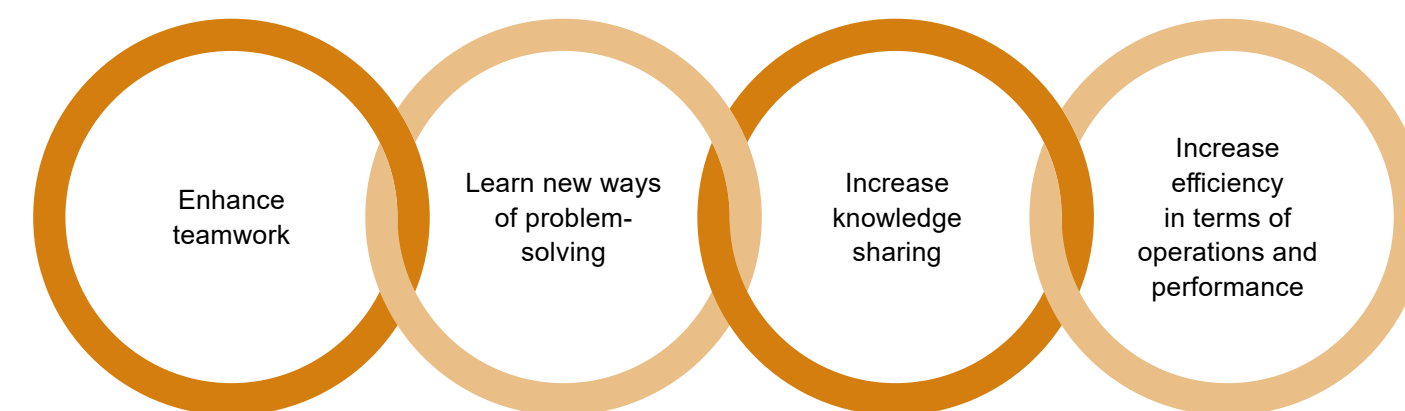 Enhance
teamwork
Learn new ways
of problem-
solving
Increase
knowledge
sharing
Increase
efficiency
in terms of
operations and
performance